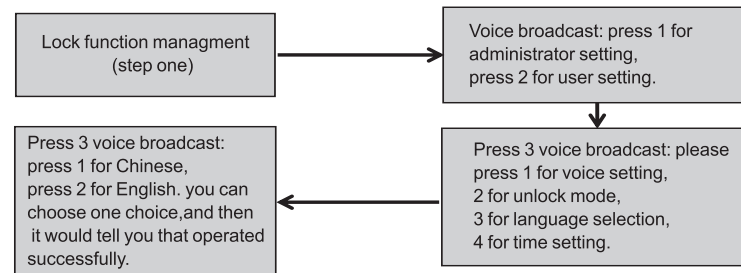 Lock function managment
(step one)
Voice broadcast: press 1 for
administrator setting,
press 2 for user setting.
Press 3 voice broadcast: please
press 1 for voice setting,
2 for unlock mode,
3 for language selection,
4 for time setting.
Press 3 voice broadcast:
press 1 for Chinese,
press 2 for English. you can
choose one choice,and then
it would tell you that operated
successfully.